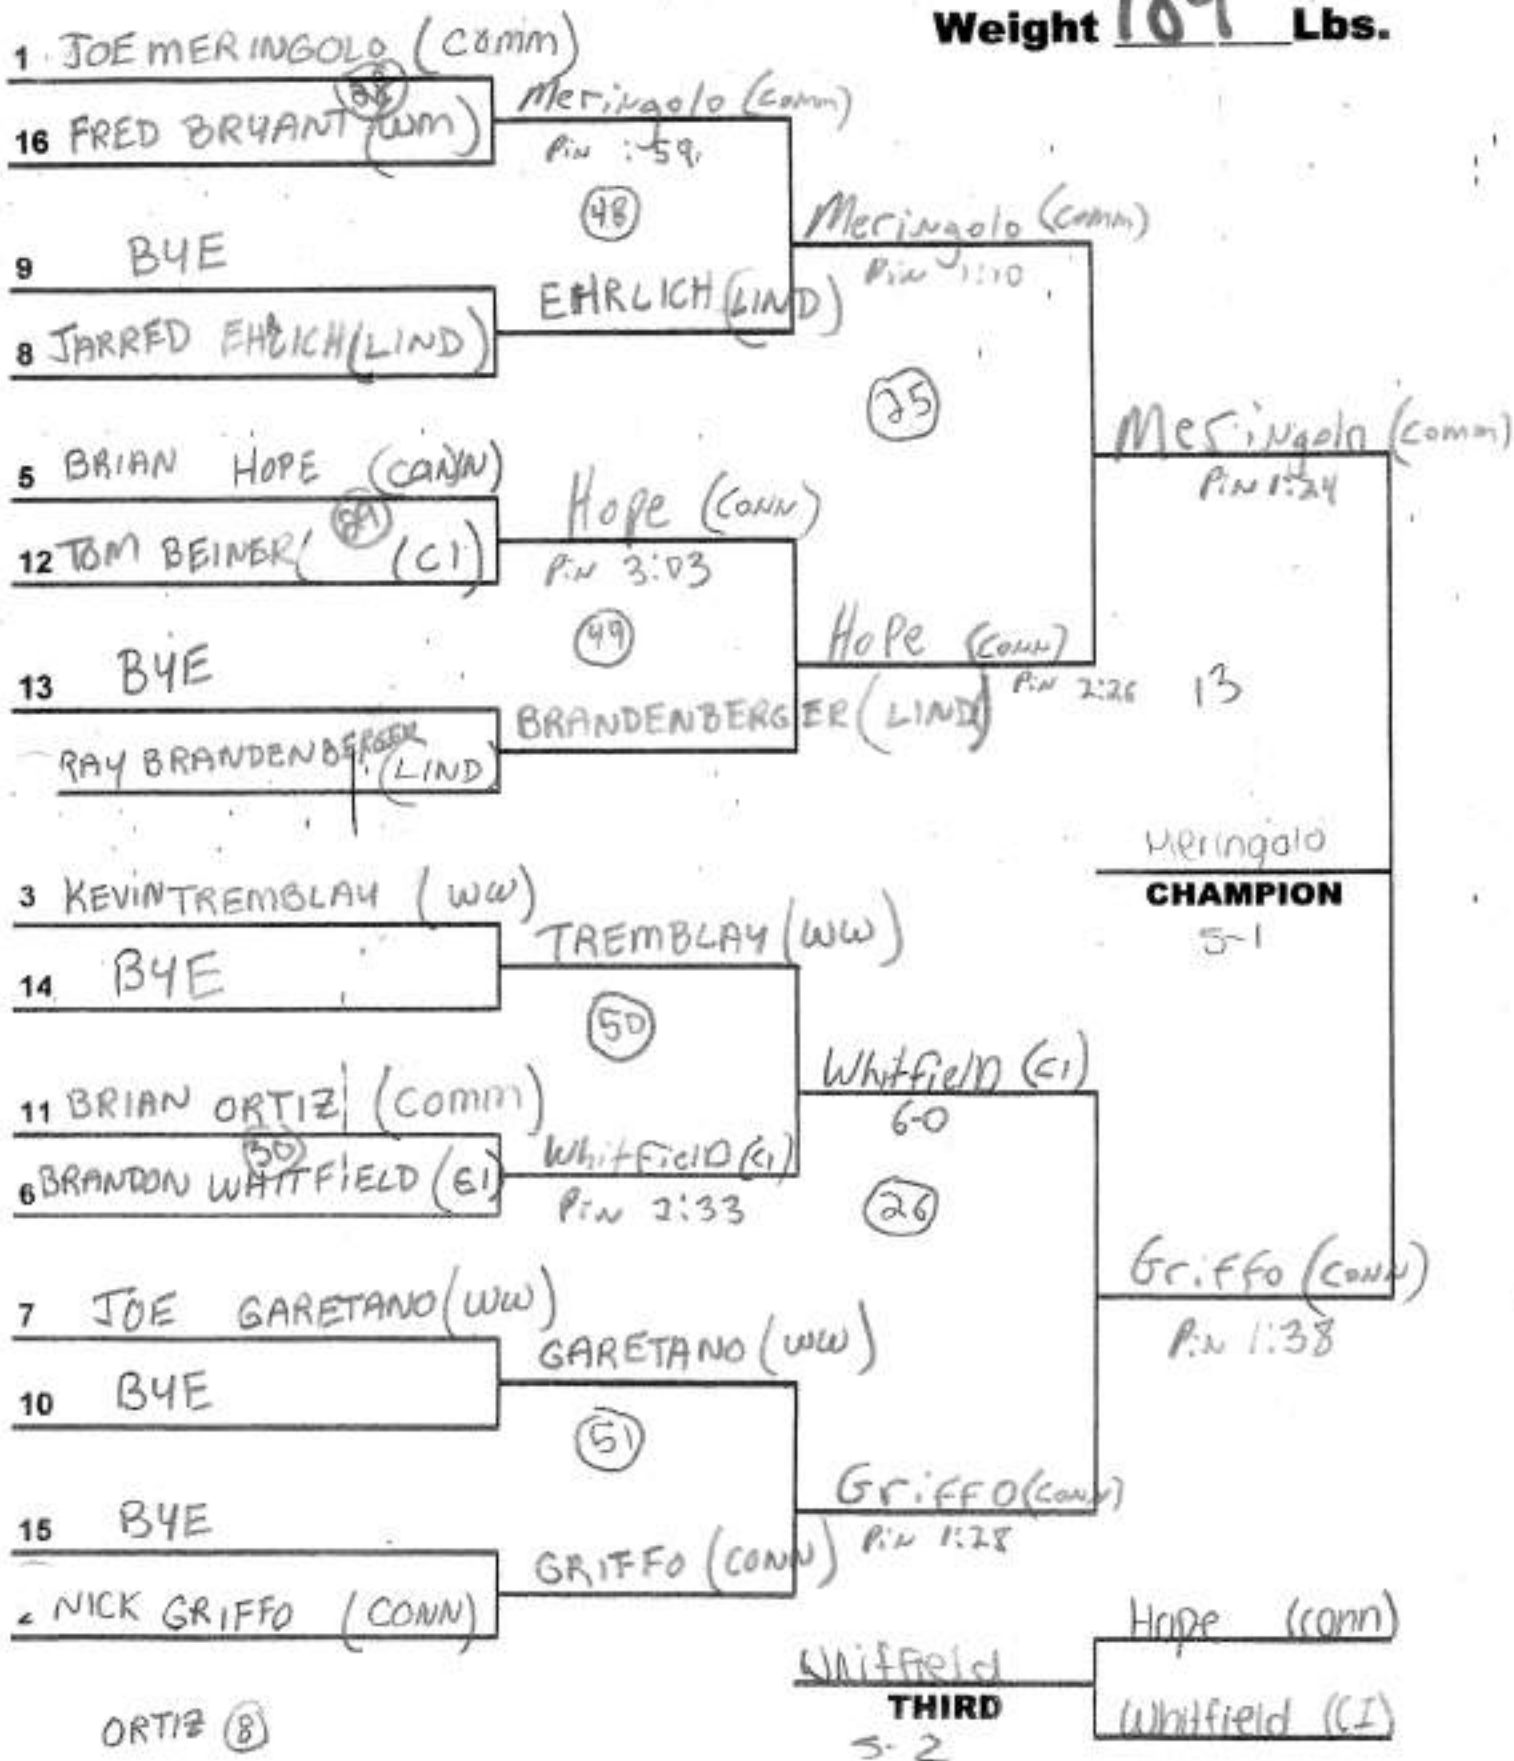 Weight 189 Lbs.
1 JOE MERINGOLO (COMM)
28
16 FRED BRYANT (WM)
Meringolo (Comm)
Pin :59
48
9 BYE
8 JARRED EHRLICH (LIND)
EHRLICH (LIND)
Meringolo (Comm)
Pin 1:10
25
5 BRIAN HOPE (CONN)
29
12 TOM BEINER (CI)
Hope (CONN)
Pin 3:03
49
13 BYE
RAY BRANDENBERGER (LIND)
BRANDENBERGER (LIND)
Hope (CONN)
Pin 2:26
Meringolo (Comm)
Pin 1:24
13
3 KEVIN TREMBLAY (WW)
14 BYE
TREMBLAY (WW)
50
11 BRIAN ORTIZ (COMM)
30
6 BRANDON WHITFIELD (CI)
WhitfielD (CI)
Pin 2:33
WhitfielD (CI)
6-0
26
7 JOE GARETANO (WW)
10 BYE
GARETANO (WW)
51
15 BYE
2 NICK GRIFFO (CONN)
GRIFFO (CONN)
Griffo (CONN)
Pin 1:28
Griffo (CONN)
Pin 1:38
Meringolo
CHAMPION
5-1
Hope (conn)
Whitfield (CI)
Whitfield
THIRD
5-2
ORTIZ 8